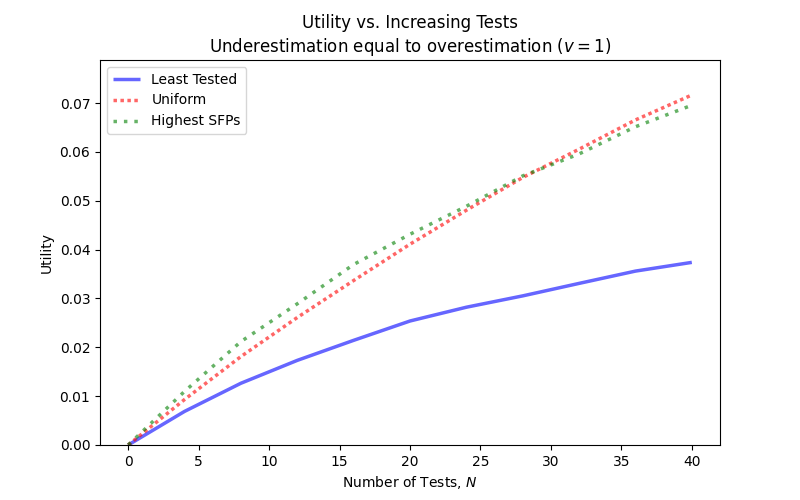 Utility vs. Increasing Tests
Underestimation equal to overestimation (v = 1)
Least Tested
Uniform
Highest SFPs
Utility
0.07
0.06
0.05
0.04
0.03
0.02
0.01
0.00
0 5 10 15 20 25 30 35 40
Number of Tests, N